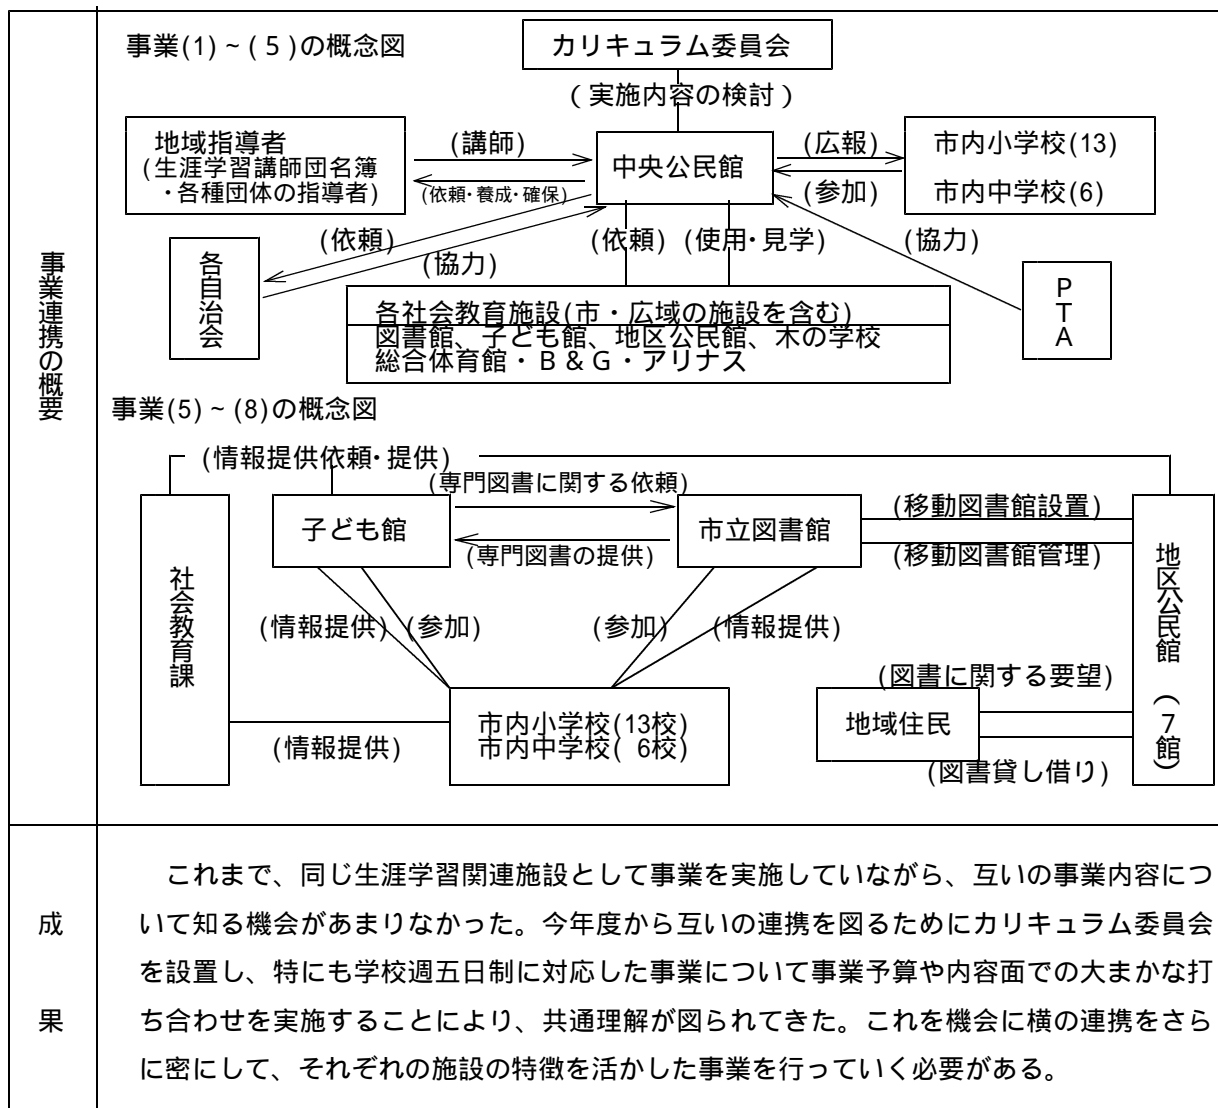 事業連携の概要
事業(1) ~ ( 5 )の概念図
カリキュラム委員会
( 実施内容の検討 )
地域指導者
(生涯学習講師団名簿
・各種団体の指導者)
(講師)
(依頼・養成・確保)
中央公民館
(広報)
(参加)
市内小学校(13)
市内中学校(6)
(依頼)
(協力)
(依頼)
(使用・見学)
(協力)
各自治会
PTA
各社会教育施設(市・広域の施設を含む)
図書館、子ども館、地区公民館、木の学校
総合体育館・B&G・アリナス
事業(5) ~ (8)の概念図
(情報提供依頼・提供)
(専門図書に関する依頼)
子ども館
市立図書館
(専門図書の提供)
(移動図書館設置)
(移動図書館管理)
社会教育課
地区公民館 (7館)
(情報提供)
(参加)
(参加)
(情報提供)
(図書に関する要望)
市内小学校(13校)
市内中学校( 6校)
(情報提供)
地域住民
(図書貸し借り)
成果
これまで、同じ生涯学習関連施設として事業を実施していながら、互いの事業内容につ
いて知る機会があまりなかった。今年度から互いの連携を図るためにカリキュラム委員会
を設置し、特にも学校週五日制に対応した事業について事業予算や内容面での大まかな打
ち合わせを実施することにより、共通理解が図られてきた。これを機会に横の連携をさら
に密にして、それぞれの施設の特徴を活かした事業を行っていく必要がある。